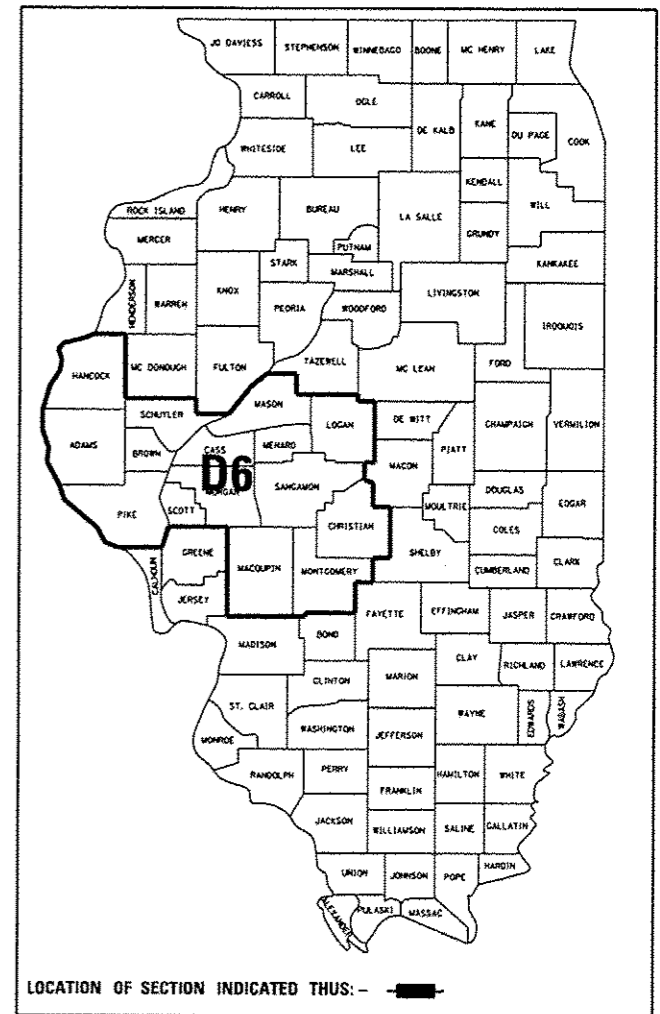 JO DAVIESS STEPHENSON WINNEBAGO BOONE MC HENRY LAKE
CARROLL OGLE DE KALB KANE DU PAGE COOK
WHITESIDE LEE
KENDALL WILL
ROCK ISLAND HENRY BUREAU LA SALLE GRUNDY
MERCER PUTNAM KANKAKEE
STARK MARSHALL
HENDERSON WARREN KNOX PEORIA WOODFORD LIVINGSTON IROQUOIS
HANCOCK MC DONOUGH FULTON TAZEWELL MC LEAN FORD
MASON
SCHUYLER LOGAN DE WITT CHAMPAIGN VERMILION
ADAMS BROWN CASS MENARD MACON PIATT
D6
PIKE SCOTT MORGAN SANGAMON DOUGLAS EDGAR
MOULTRIE
CHRISTIAN COLES
GREENE MACOUPIN MONTGOMERY SHELBY CUMBERLAND CLARK
CALHOUN
JERSEY FAYETTE EFFINGHAM JASPER CRAWFORD
MADISON BOND
CLAY RICHLAND LAWRENCE
CLINTON MARION
ST. CLAIR WAYNE EDWARDS WABASH
WASHINGTON JEFFERSON
MONROE
RANDOLPH PERRY HAMILTON WHITE
FRANKLIN
JACKSON WILLIAMSON SALINE GALLATIN
HARDIN
UNION JOHNSON POPE
ALEXANDER PULASKI MASSAC
LOCATION OF SECTION INDICATED THUS: -